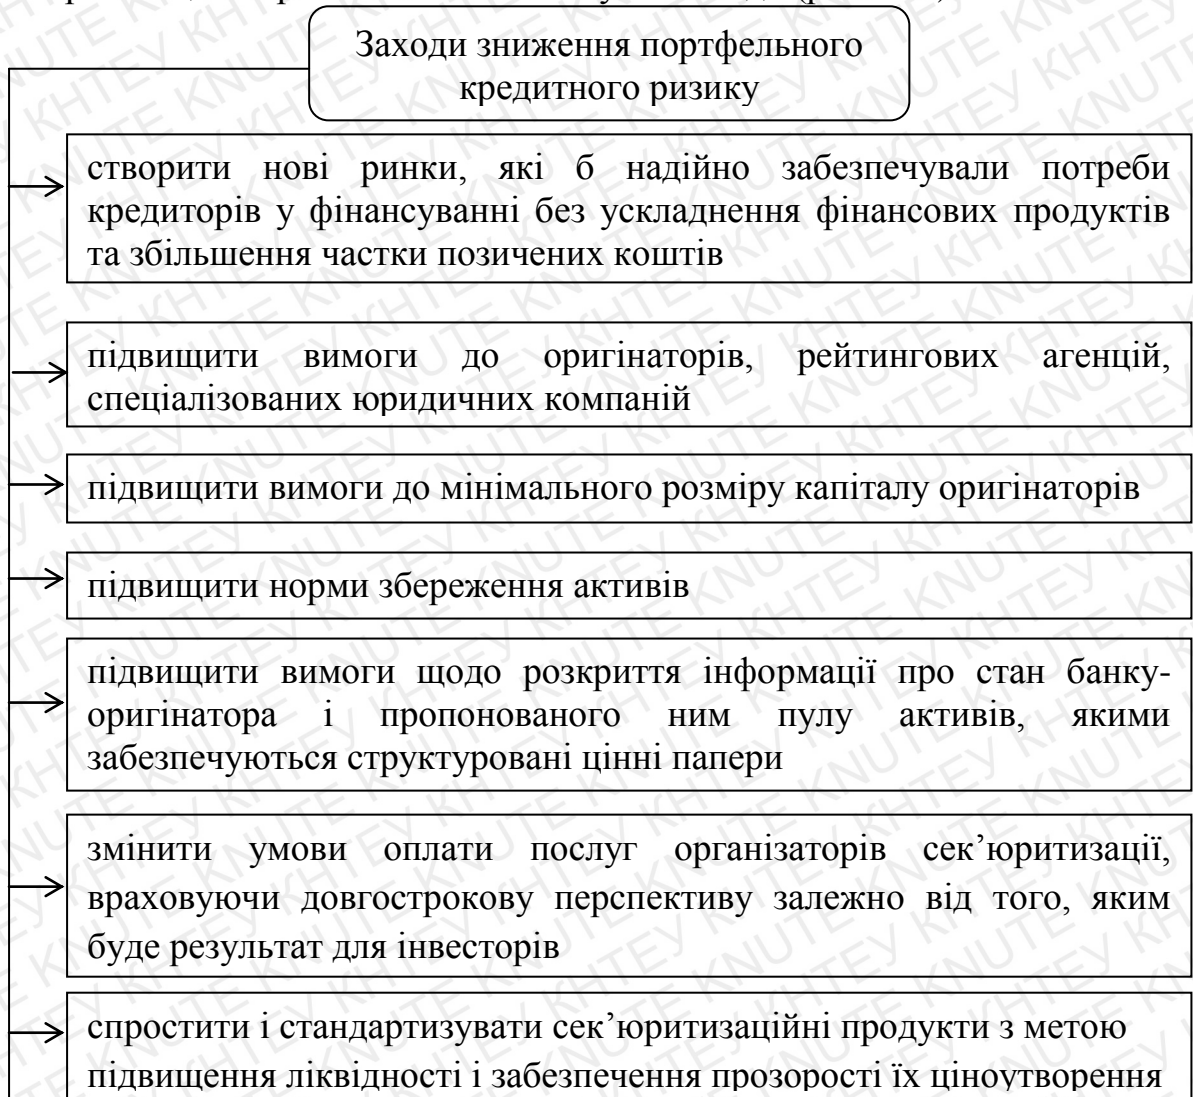 Заходи зниження портфельного
кредитного ризику
створити нові ринки, які б надійно забезпечували потреби
кредиторів у фінансуванні без ускладнення фінансових продуктів
та збільшення частки позичених коштів
підвищити вимоги до оригінаторів, рейтингових агенцій,
спеціалізованих юридичних компаній
підвищити вимоги до мінімального розміру капіталу оригінаторів
підвищити норми збереження активів
підвищити вимоги щодо розкриття інформації про стан банку-
оригінатора і пропонованого ним пулу активів, якими
забезпечуються структуровані цінні папери
змінити умови оплати послуг організаторів сек’юритизації,
враховуючи довгострокову перспективу залежно від того, яким
буде результат для інвесторів
спростити і стандартизувати сек’юритизаційні продукти з метою
підвищення ліквідності і забезпечення прозорості їх ціноутворення